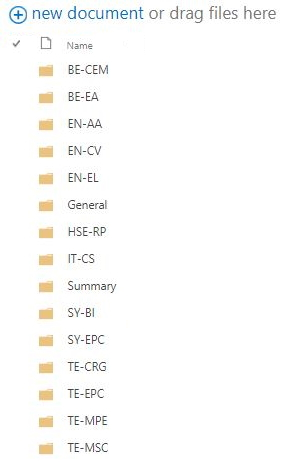 new document or drag files here
Name
BE-CEM
BE-EA
EN-AA
EN-CV
EN-EL
General
HSE-RP
IT-CS
Summary
SY-BI
SY-EPC
TE-CRG
TE-EPC
TE-MPE
TE-MSC